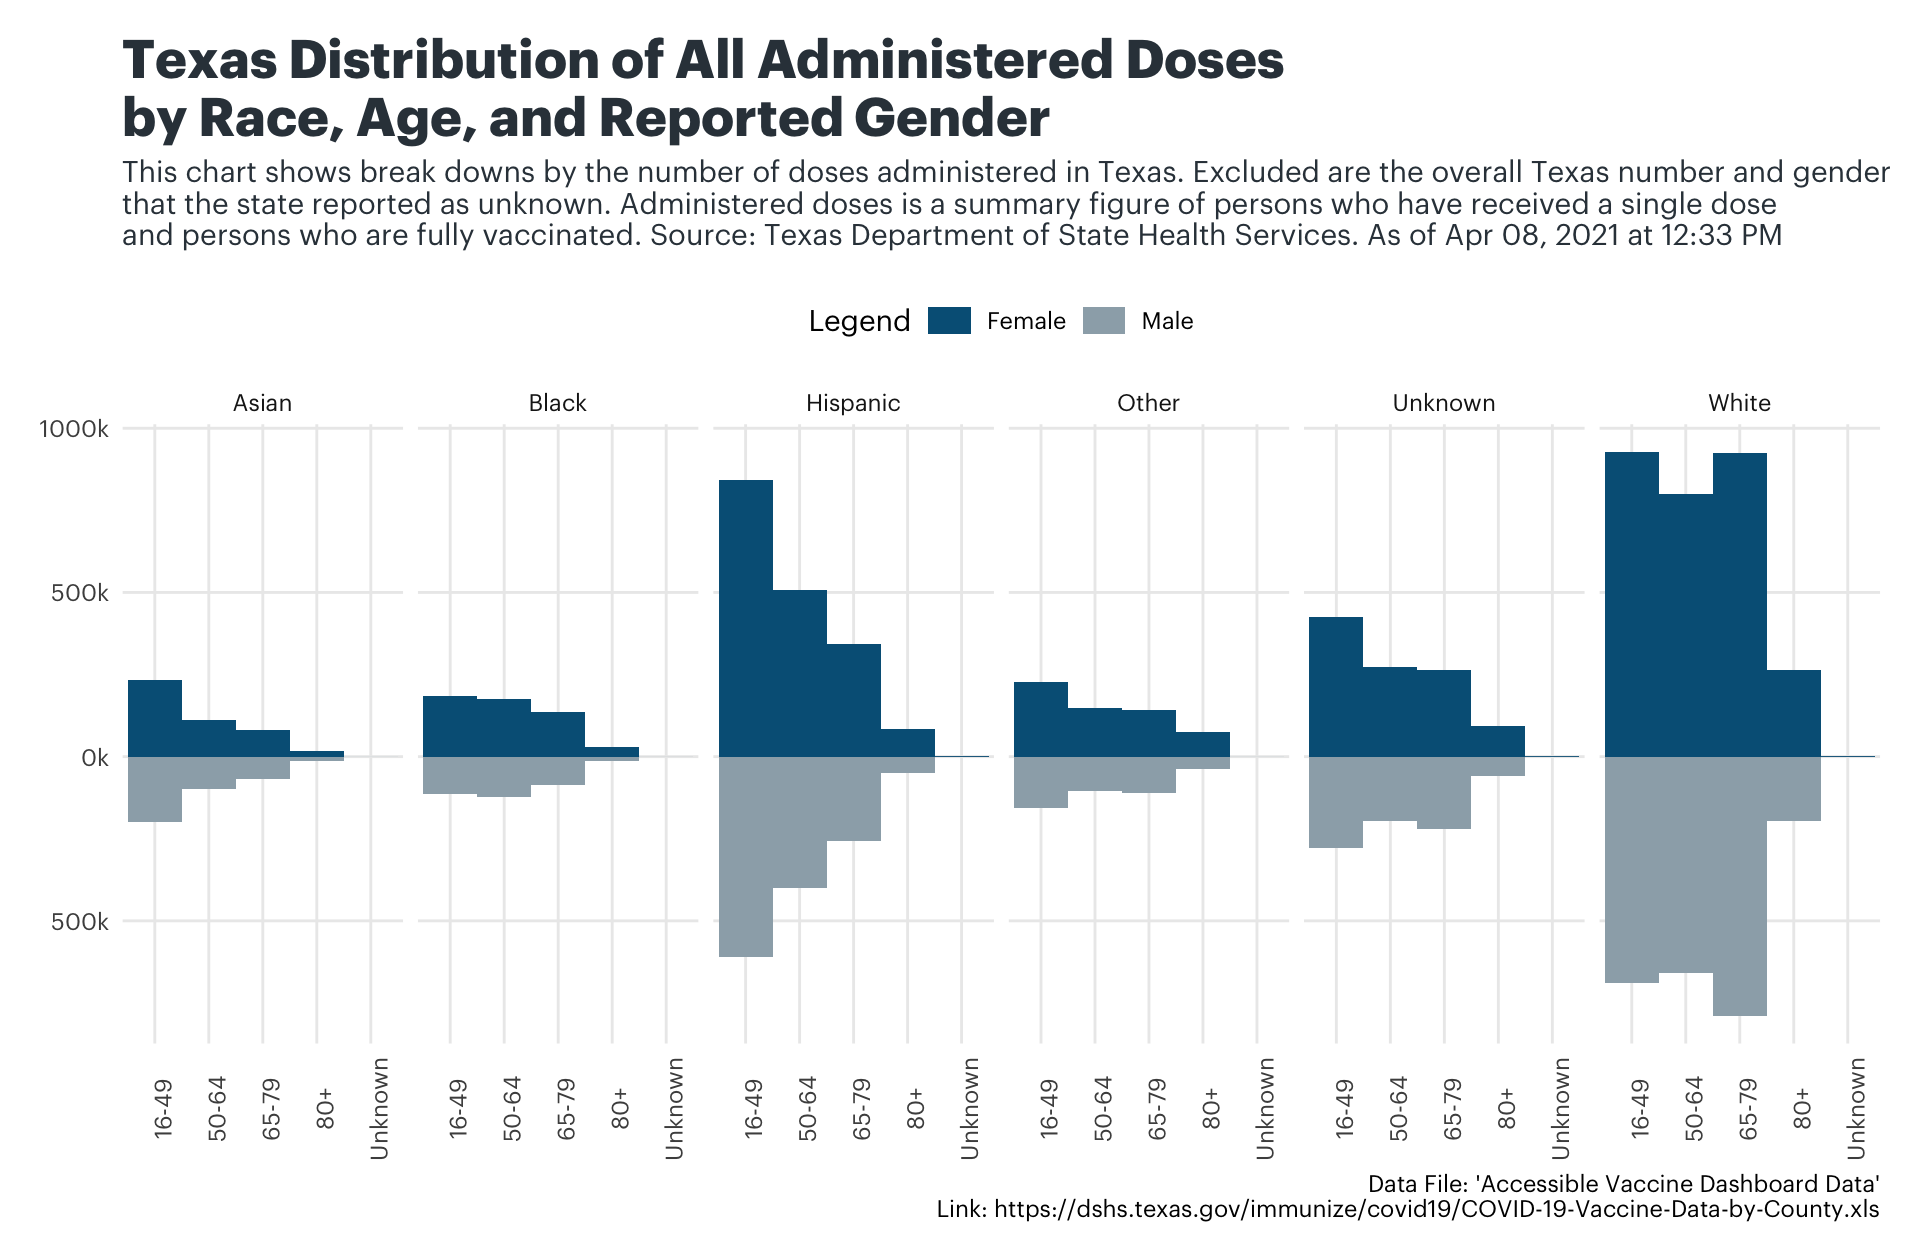 Texas Distribution of All Administered Doses
by Race, Age, and Reported Gender
This chart shows break downs by the number of doses administered in Texas. Excluded are the overall Texas number and gender
that the state reported as unknown. Administered doses is a summary figure of persons who have received a single dose
and persons who are fully vaccinated. Source: Texas Department of State Health Services. As of Apr 08, 2021 at 12:33 PM
Legend Female Male
Asian Black Hispanic Other Unknown White
1000k
500k
0k
500k
16-49 50-64 65-79 80+ Unknown 16-49 50-64 65-79 80+ Unknown 16-49 50-64 65-79 80+ Unknown 16-49 50-64 65-79 80+ Unknown 16-49 50-64 65-79 80+ Unknown 16-49 50-64 65-79 80+ Unknown
Data File: 'Accessible Vaccine Dashboard Data'
Link: https://dshs.texas.gov/immunize/covid19/COVID-19-Vaccine-Data-by-County.xls